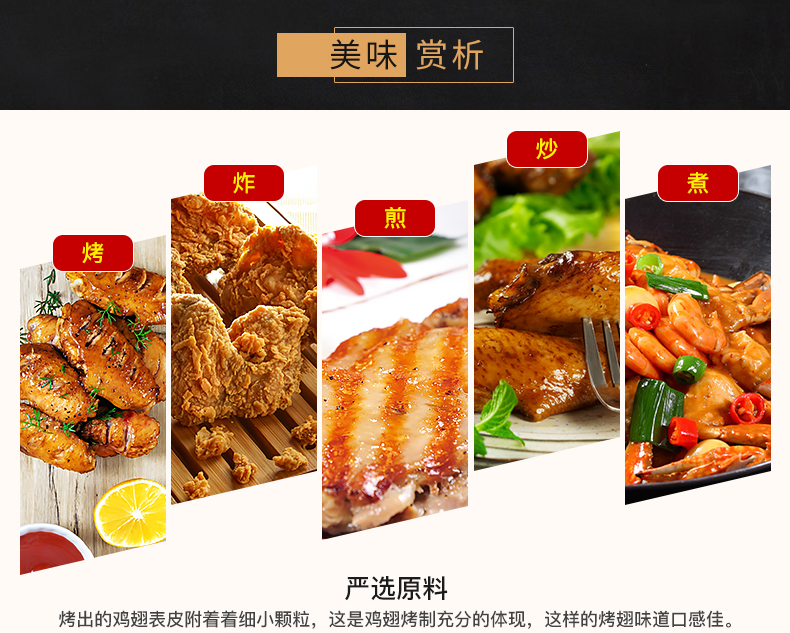 美味 赏析
烤
炸
煎
炒
煮
严选原料
烤出的鸡翅表皮附着着细小颗粒，这是鸡翅烤制充分的体现，这样的烤翅味道口感佳。